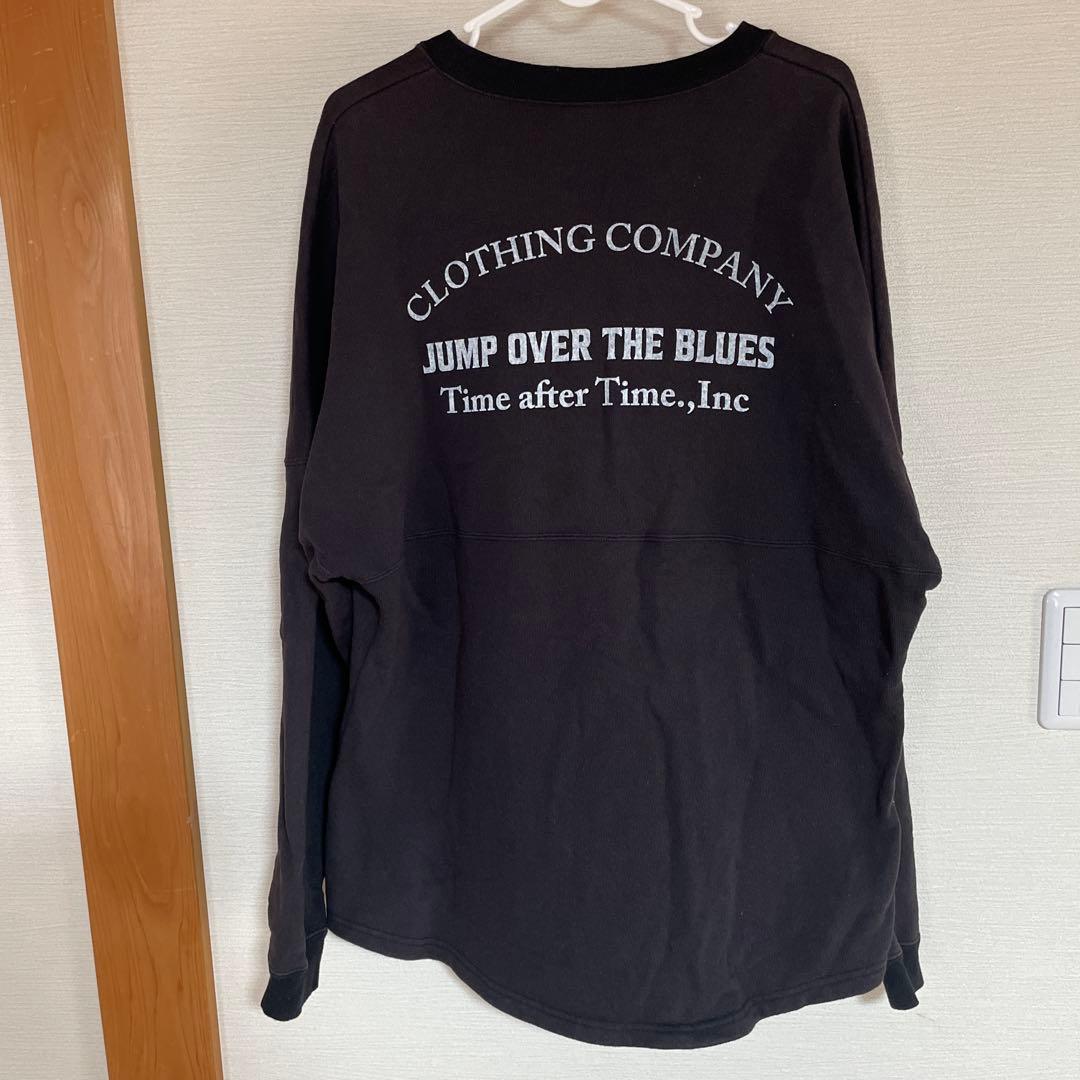 CLOTHING COMPANY
JUMP OVER THE BLUES
Time after Time.,Inc